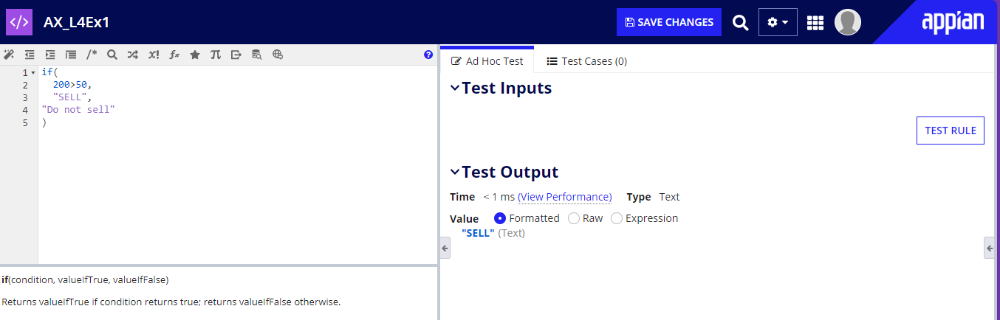 </> AX_L4Ex1 SAVE CHANGES appian
/* x! fx π ?
1 if(
2 200>50,
3 "SELL",
4 "Do not sell"
5 )
if(condition, valueIfTrue, valueIfFalse)
Returns valueIfTrue if condition returns true; returns valueIfFalse otherwise.
Ad Hoc Test Test Cases (0)
Test Inputs
TEST RULE
Test Output
Time < 1 ms (View Performance) Type Text
Value Formatted Raw Expression
"SELL" (Text)